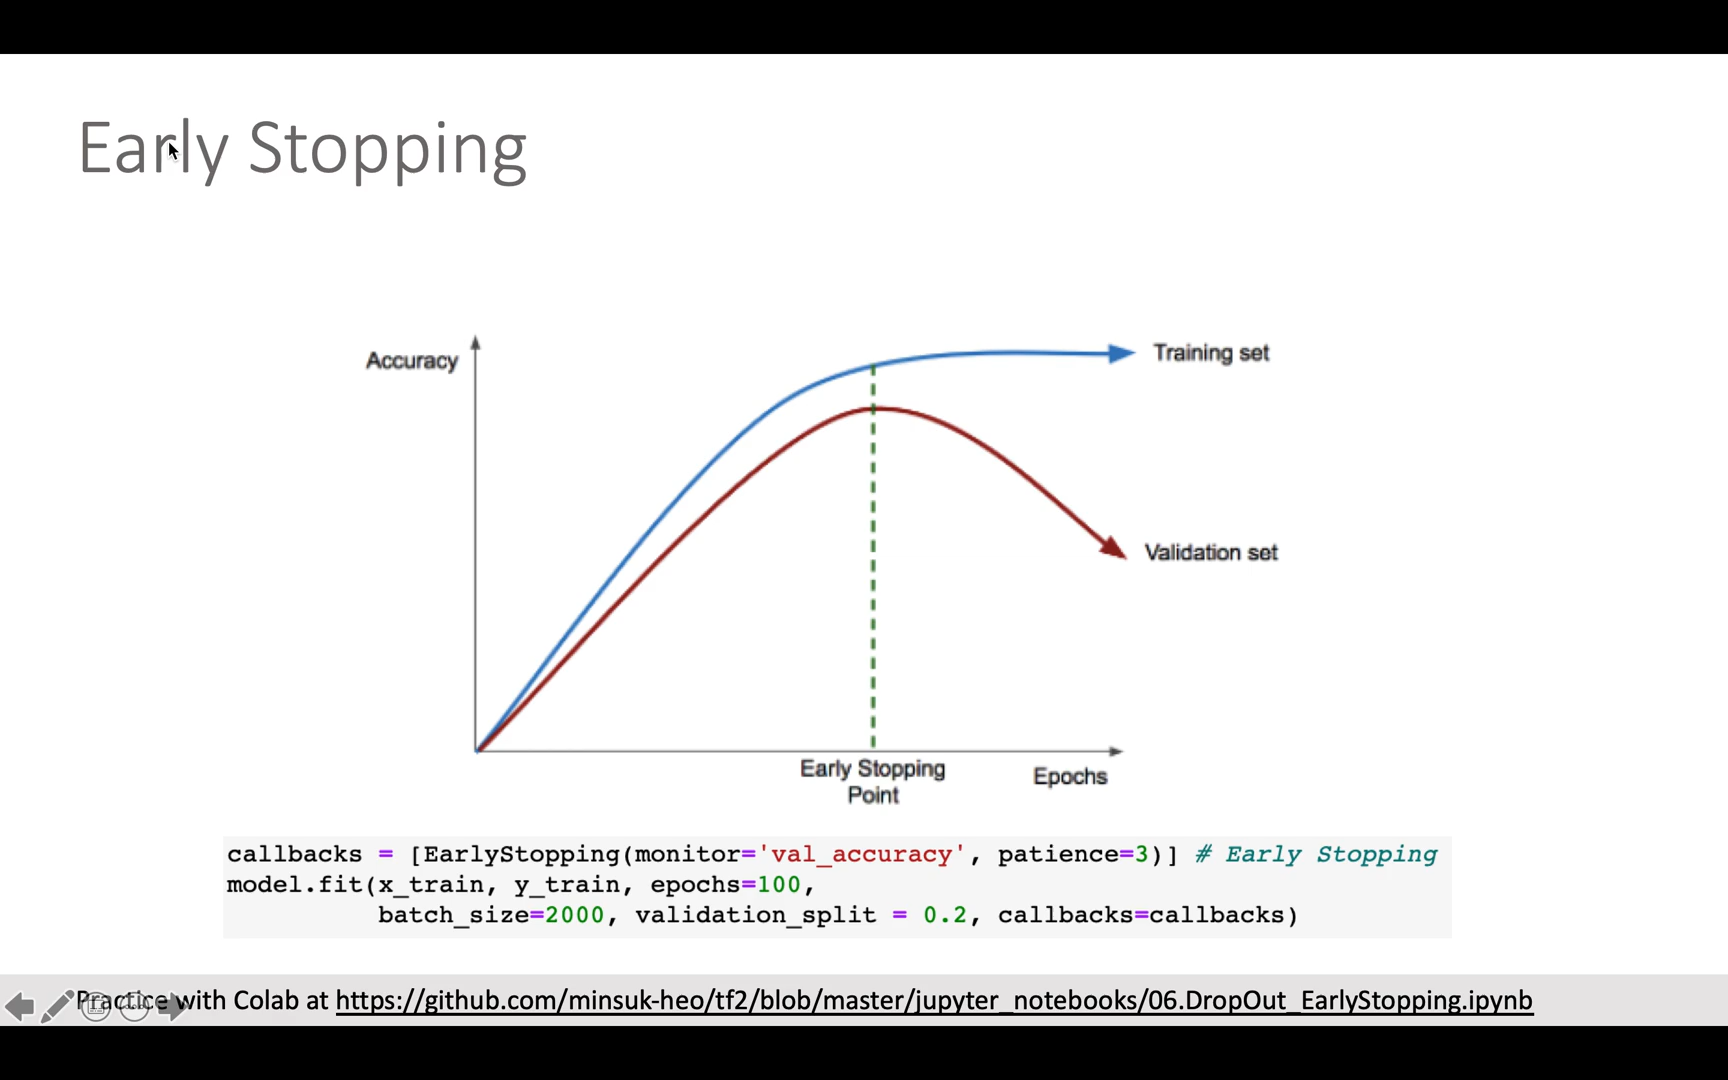 Early Stopping
Accuracy
Training set
Validation set
Early Stopping
Point
Epochs
callbacks = [EarlyStopping(monitor='val_accuracy', patience=3)] # Early Stopping
model.fit(x_train, y_train, epochs=100,
batch_size=2000, validation_split = 0.2, callbacks=callbacks)
Practice with Colab at https://github.com/minsuk-heo/tf2/blob/master/jupyter_notebooks/06.DropOut_EarlyStopping.ipynb